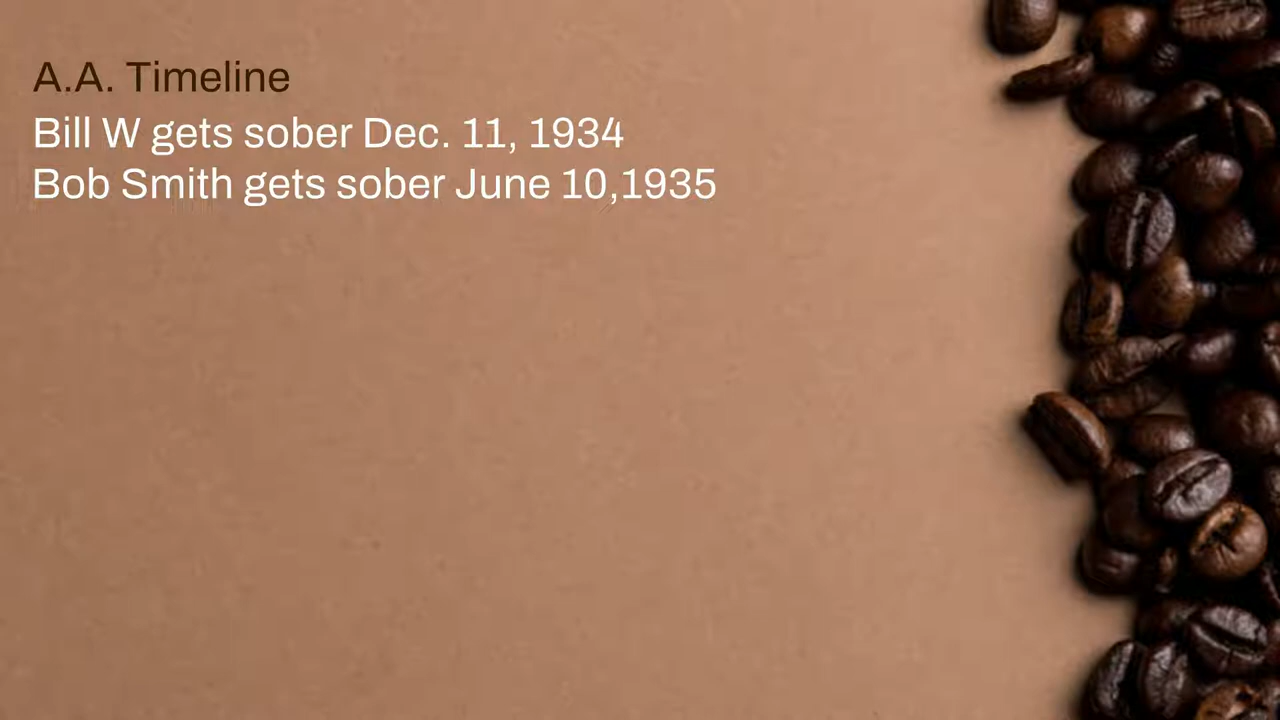 A.A. Timeline
Bill W gets sober Dec. 11, 1934
Bob Smith gets sober June 10,1935